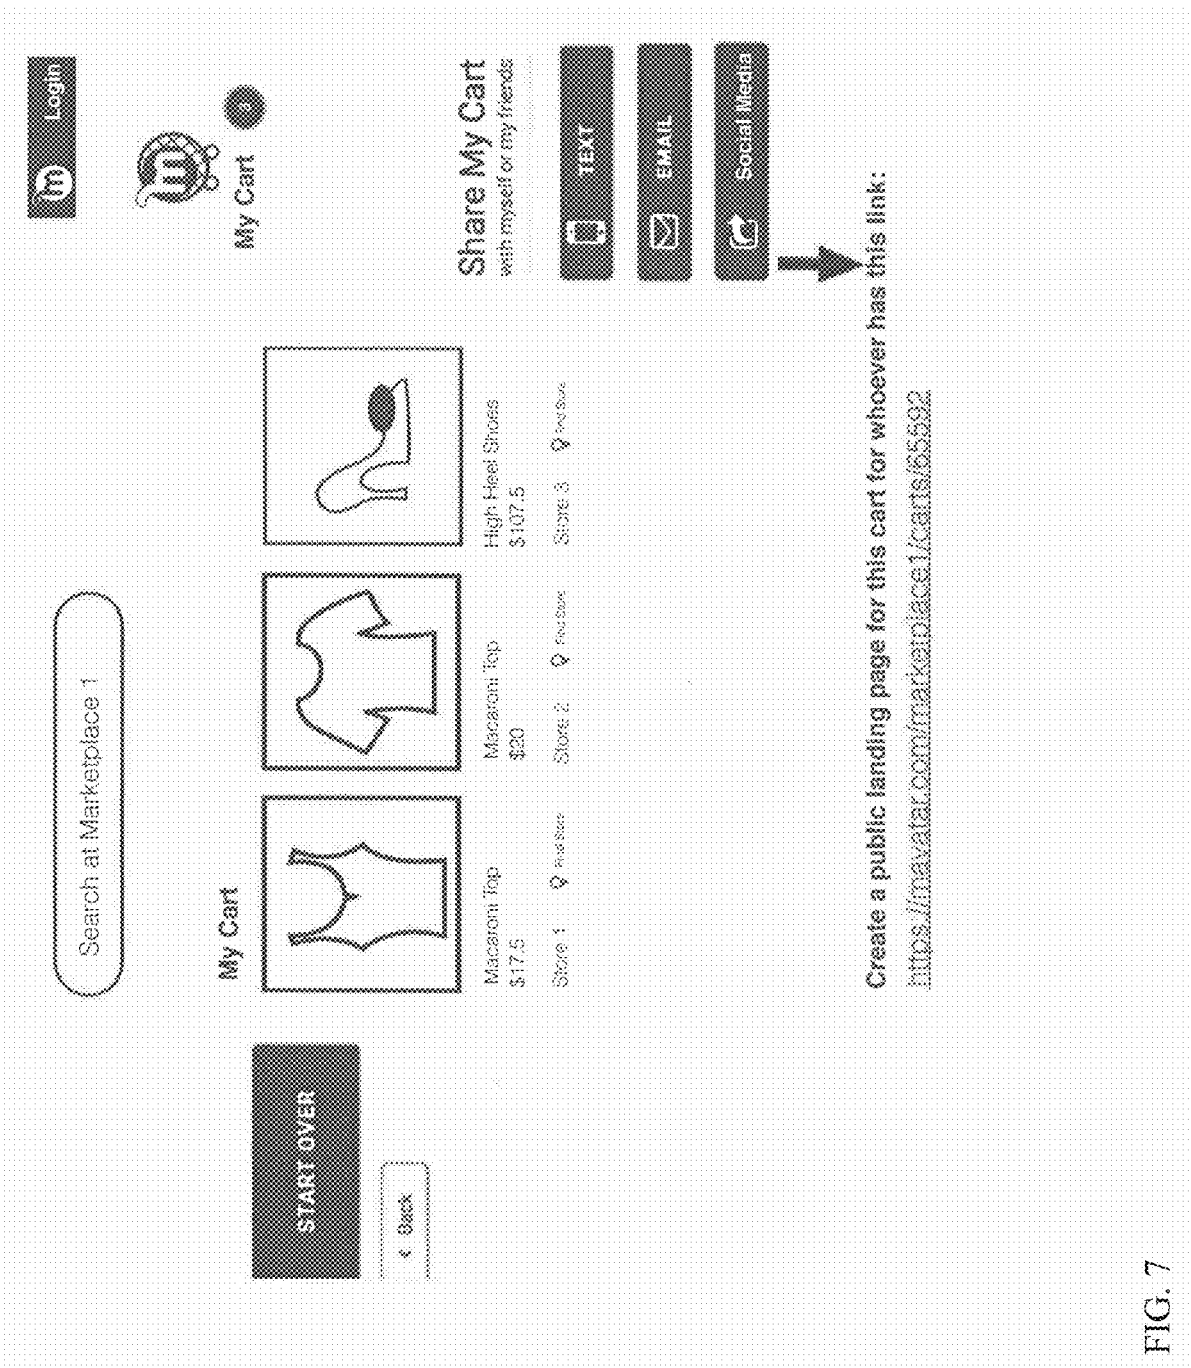 Search at Marketplace 1
m Login
m
My Cart 3
START OVER
< Back
My Cart
Macaroni Top
$17.5
Store 1 Find Store
Macaroni Top
$20
Store 2 Find Store
High Heel Shoes
$107.5
Store 3 Find Store
Share My Cart
with myself or my friends
TEXT
EMAIL
Social Media
Create a public landing page for this cart for whoever has this link:
https://mavatar.com/marketplace1/carts/65592
FIG. 7